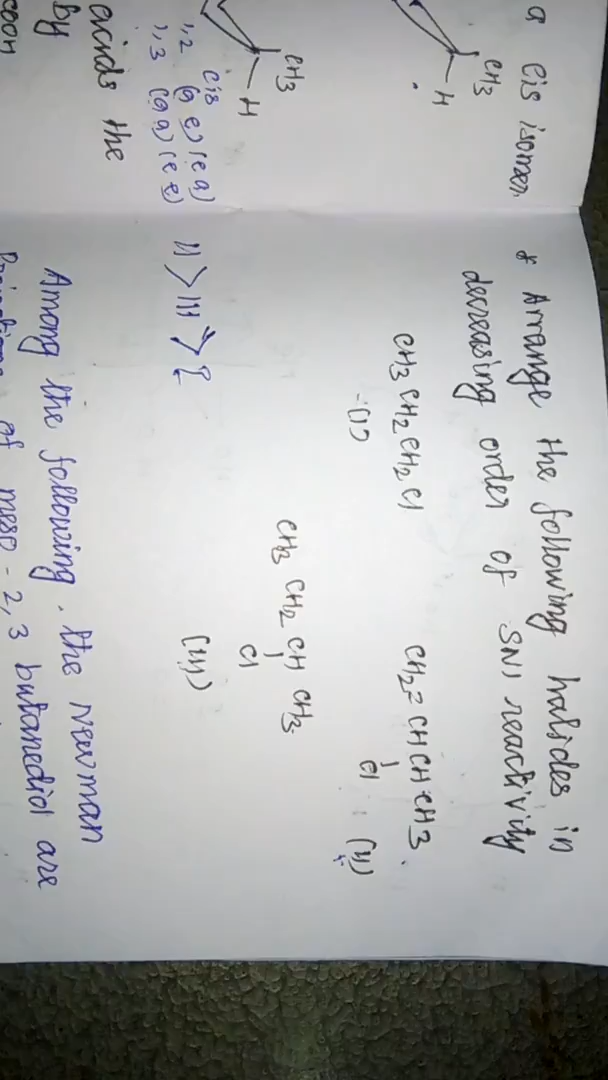 a cis isomer.
CH3
H
CH3
H
cis
1,2 (a e) (e a)
1,3 (a a) (e e)
acids the
by
COOH
* Arrange the following halides in
decreasing order of SN1 reactivity
CH3 CH2 CH2 Cl
(I)
CH2=CHCH·CH3
Cl
(II)
CH3 CH2 CH CH3
Cl
(III)
II > III > I
Among the following. the Newman
Projections of meso - 2,3 butanediol are